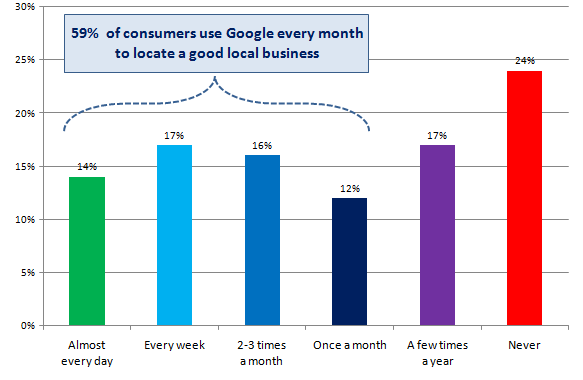 30%
59% of consumers use Google every month
to locate a good local business
25%
24%
20%
17%
17%
16%
15%
14%
12%
10%
5%
0%
Almost
every day
Every week
2-3 times
a month
Once a month
A few times
a year
Never